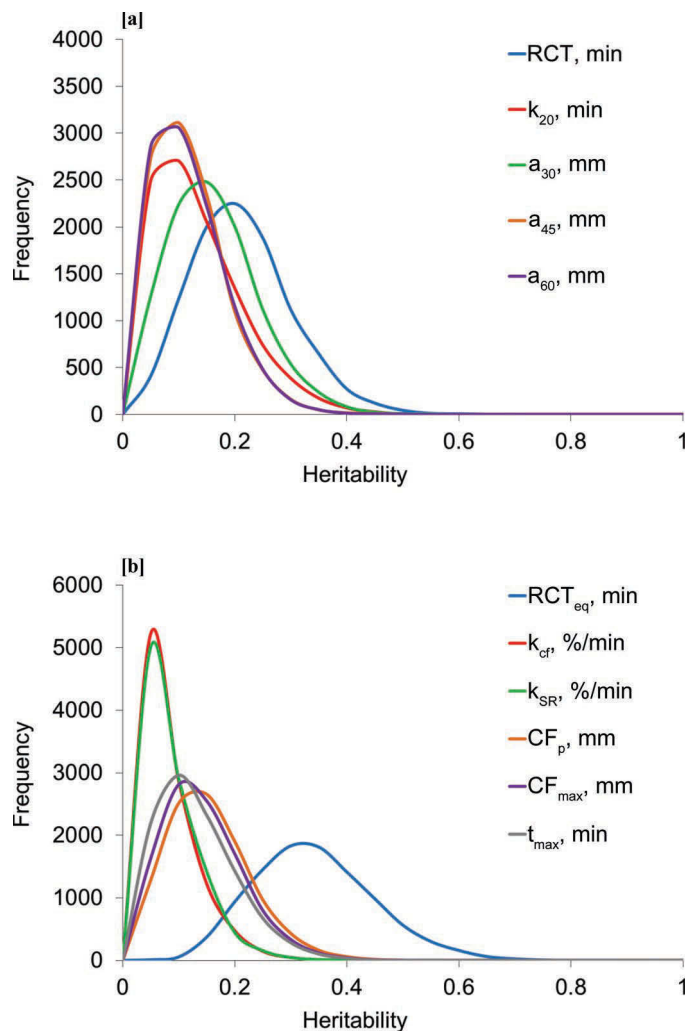 [a]
4000
3500
3000
2500
2000
1500
1000
500
0
Frequency
0 0.2 0.4 0.6 0.8 1
Heritability
RCT, min
k20, min
a30, mm
a45, mm
a60, mm
[b]
6000
5000
4000
3000
2000
1000
0
Frequency
0 0.2 0.4 0.6 0.8 1
Heritability
RCTeq, min
kcf, %/min
kSR, %/min
CFp, mm
CFmax, mm
tmax, min